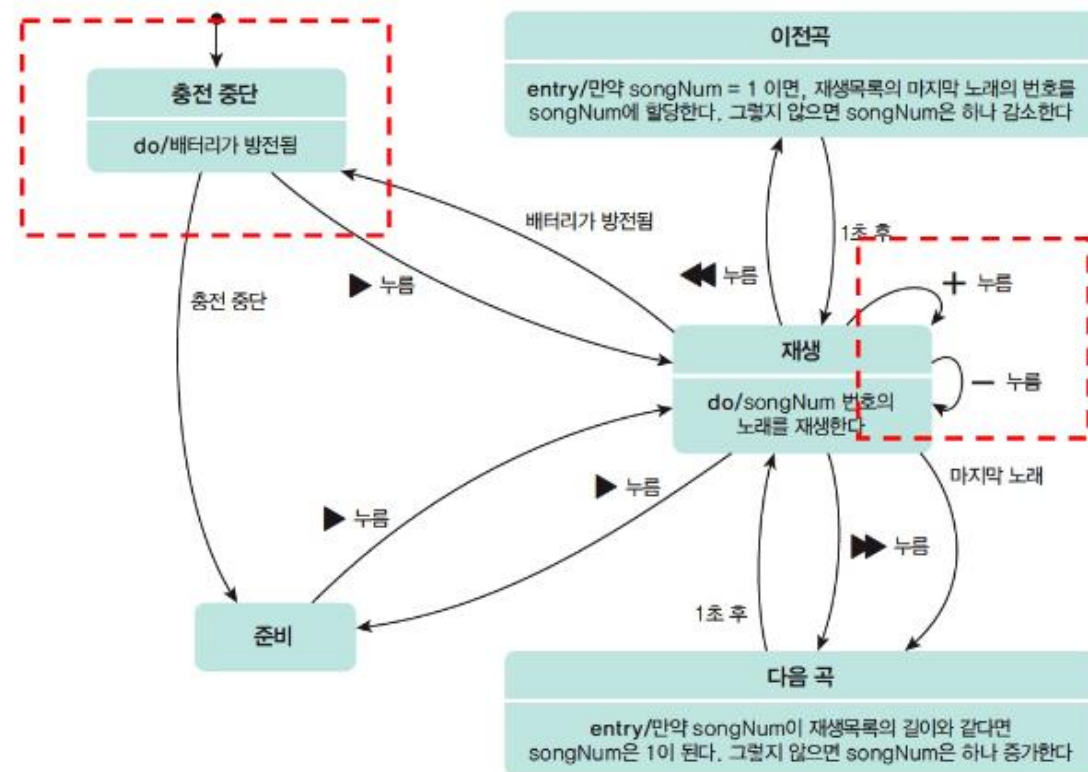 이전곡
entry/만약 songNum = 1 이면, 재생목록의 마지막 노래의 번호를
songNum에 할당한다. 그렇지 않으면 songNum은 하나 감소한다
충전 중단
do/배터리가 방전됨
배터리가 방전됨
1초 후
누름
+ 누름
충전 중단
누름
재생
do/songNum 번호의
노래를 재생한다
− 누름
마지막 노래
누름
누름
누름
1초 후
준비
다음 곡
entry/만약 songNum이 재생목록의 길이와 같다면
songNum은 1이 된다. 그렇지 않으면 songNum은 하나 증가한다